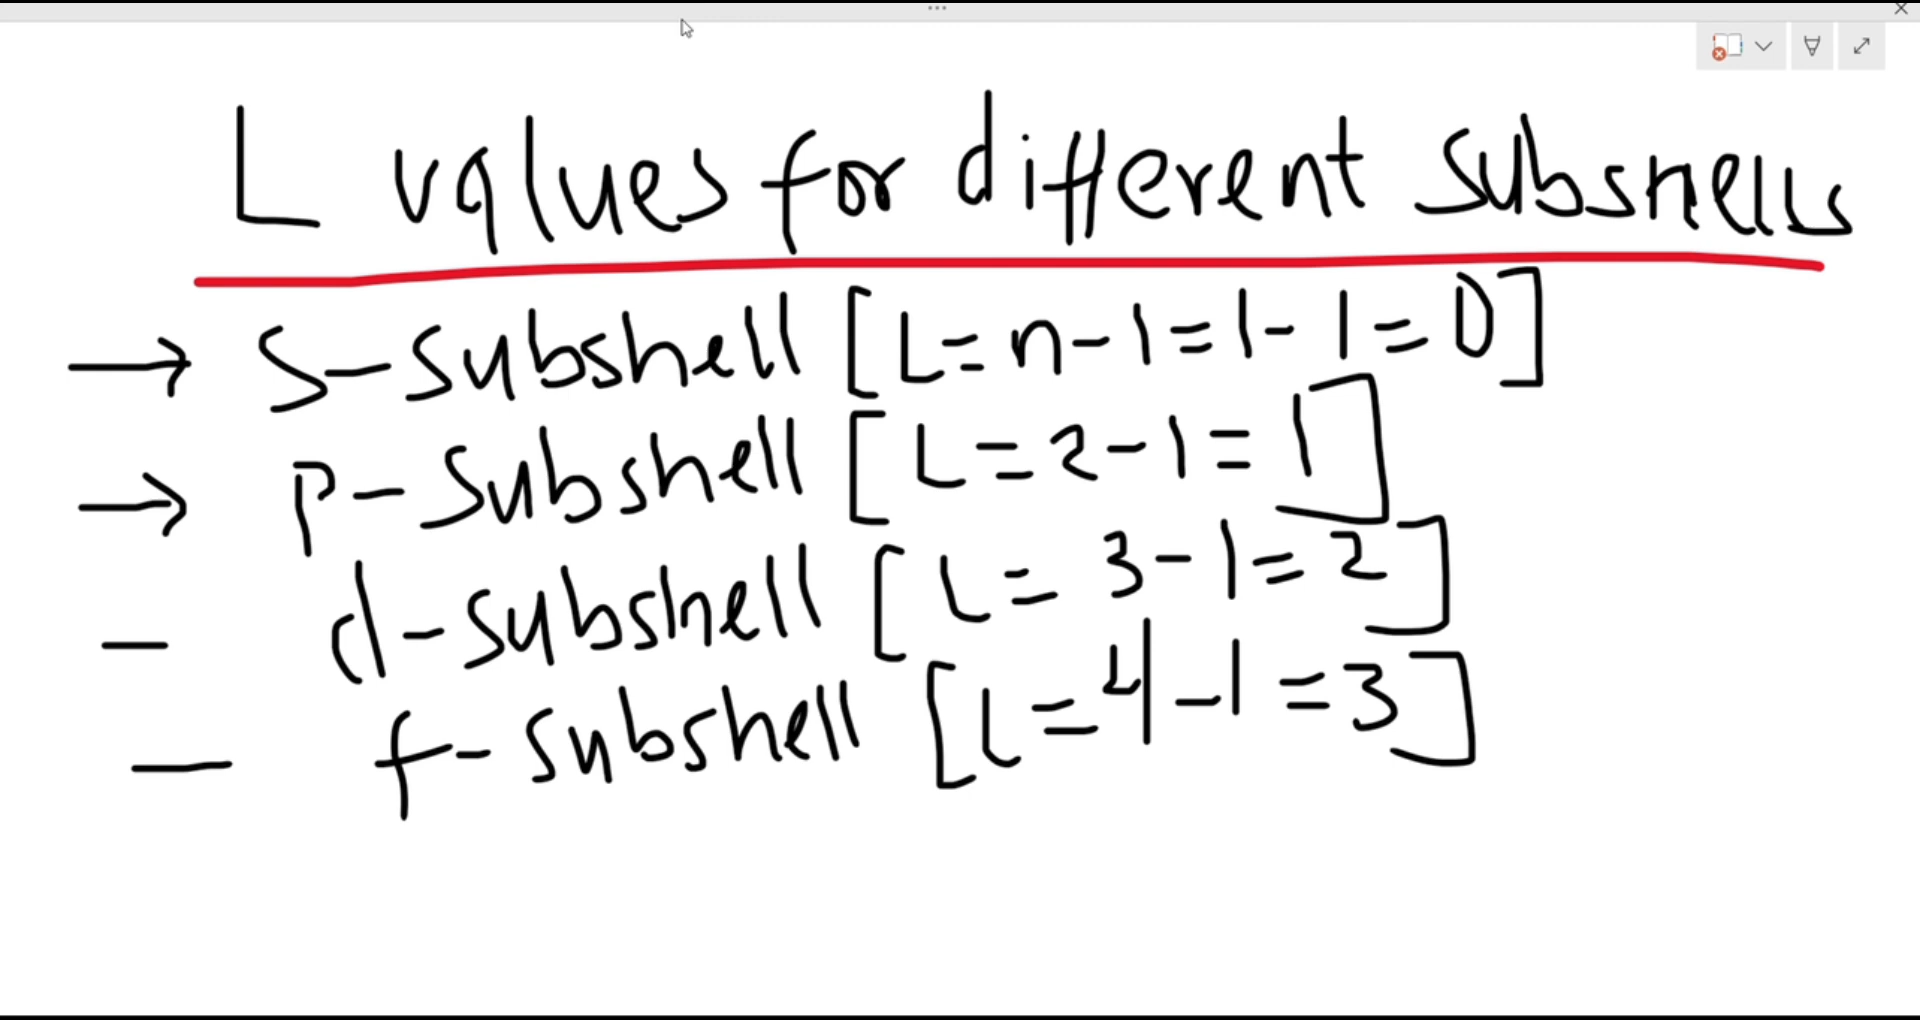 L values for different subshells
→ S-subshell [L=n-1=1-1=0]
→ P-subshell [L=2-1=1]
— d-subshell [L=3-1=2]
— f-subshell [L=4-1=3]